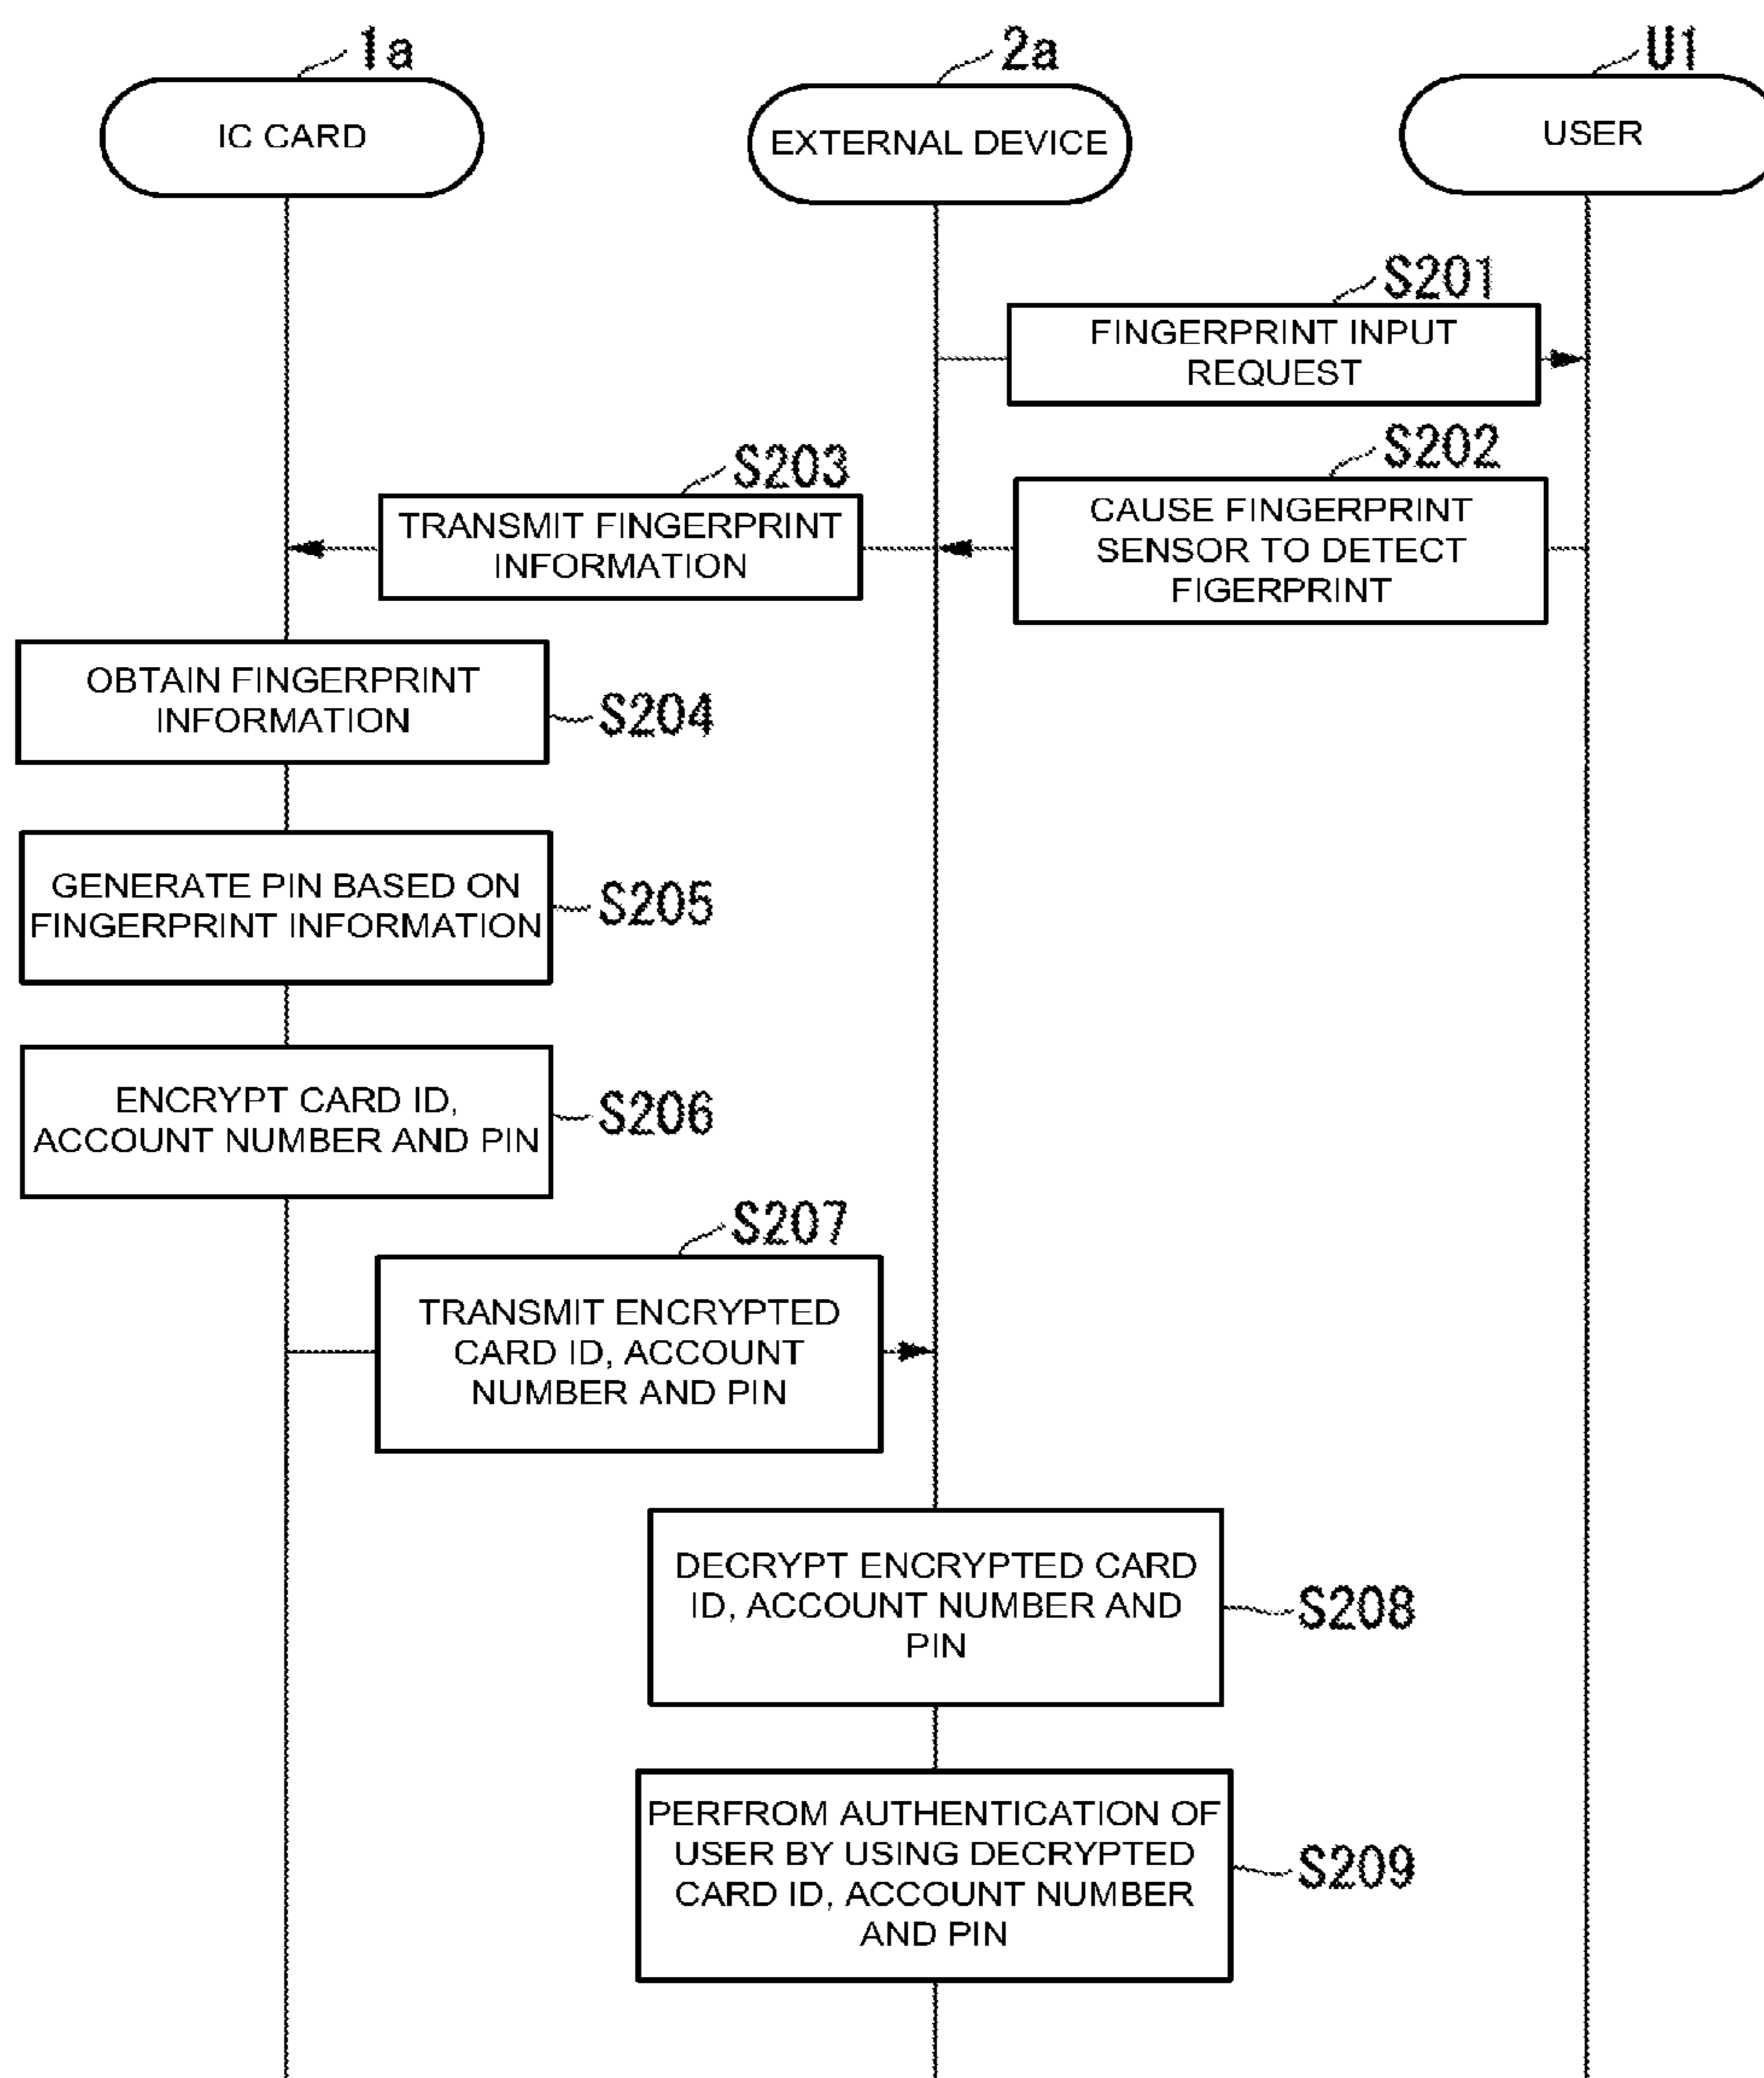 1a
2a
U1
IC CARD
EXTERNAL DEVICE
USER
S201
FINGERPRINT INPUT
REQUEST
S202
CAUSE FINGERPRINT
SENSOR TO DETECT
FIGERPRINT
S203
TRANSMIT FINGERPRINT
INFORMATION
OBTAIN FINGERPRINT
INFORMATION
S204
GENERATE PIN BASED ON
FINGERPRINT INFORMATION
S205
ENCRYPT CARD ID,
ACCOUNT NUMBER AND PIN
S206
S207
TRANSMIT ENCRYPTED
CARD ID, ACCOUNT
NUMBER AND PIN
DECRYPT ENCRYPTED CARD
ID, ACCOUNT NUMBER AND
PIN
S208
PERFROM AUTHENTICATION OF
USER BY USING DECRYPTED
CARD ID, ACCOUNT NUMBER
AND PIN
S209